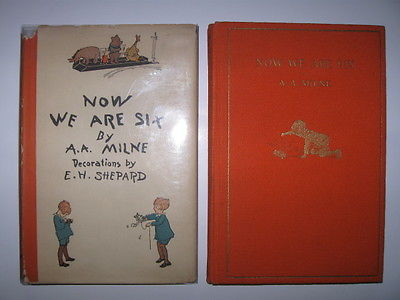 NOW
WE ARE SIX
By
A.A. MILNE
Decorations by
E.H. SHEPARD
NOW WE ARE SIX
A.A. MILNE